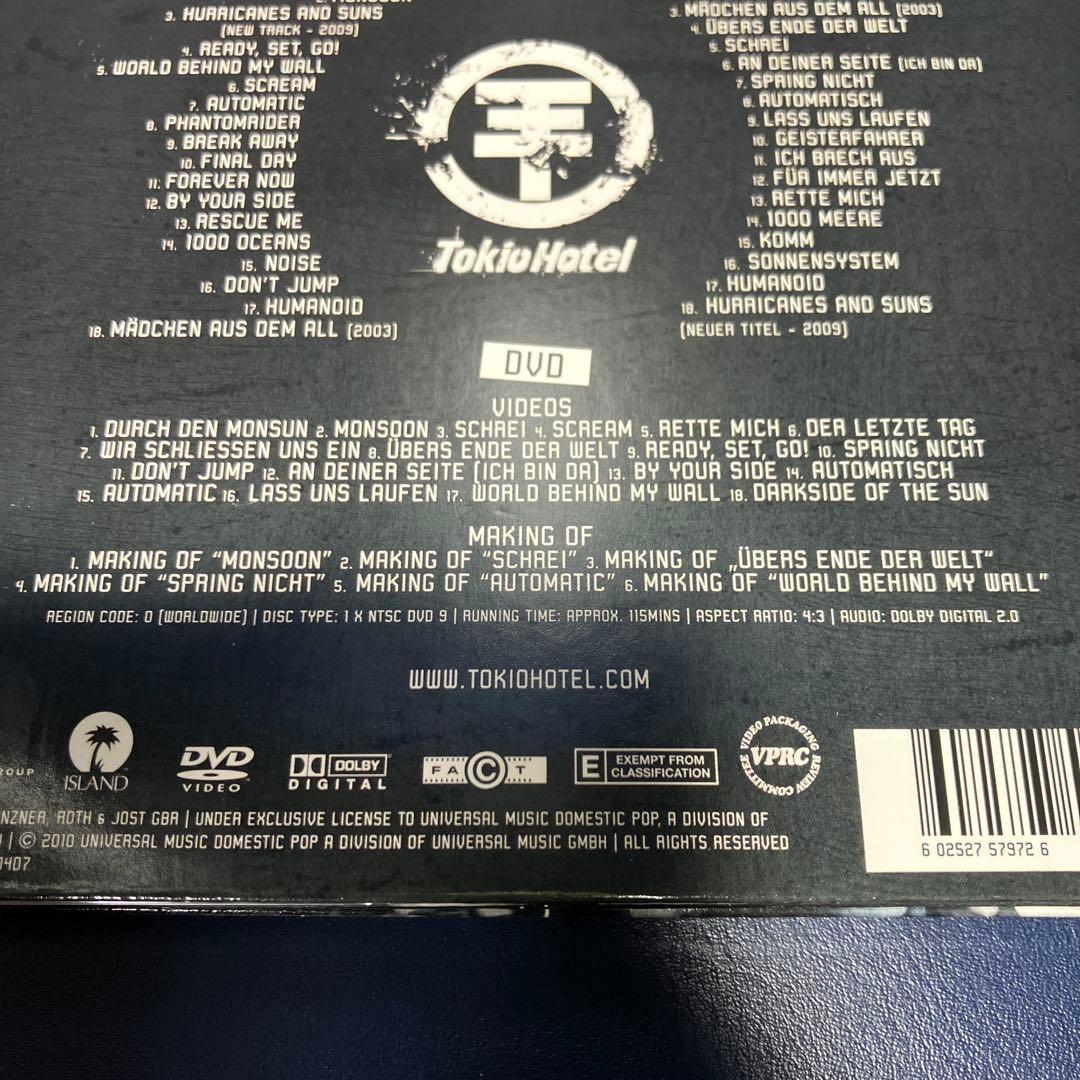 3. HURRICANES AND SUNS
(NEW TRACK - 2009)
4. READY, SET, GO!
5. WORLD BEHIND MY WALL
6. SCREAM
7. AUTOMATIC
8. PHANTOMRIDER
9. BREAK AWAY
10. FINAL DAY
11. FOREVER NOW
12. BY YOUR SIDE
13. RESCUE ME
14. 1000 OCEANS
15. NOISE
16. DON'T JUMP
17. HUMANOID
18. MÄDCHEN AUS DEM ALL (2003)
Tokio Hotel
3. MÄDCHEN AUS DEM ALL (2003)
4. ÜBERS ENDE DER WELT
5. SCHREI
6. AN DEINER SEITE (ICH BIN DA)
7. SPRING NICHT
8. AUTOMATISCH
9. LASS UNS LAUFEN
10. GEISTERFAHRER
11. ICH BRECH AUS
12. FÜR IMMER JETZT
13. RETTE MICH
14. 1000 MEERE
15. KOMM
16. SONNENSYSTEM
17. HUMANOID
18. HURRICANES AND SUNS
(NEUER TITEL - 2009)
DVD
VIDEOS
1. DURCH DEN MONSUN 2. MONSOON 3. SCHREI 4. SCREAM 5. RETTE MICH 6. DER LETZTE TAG
7. WIR SCHLIESSEN UNS EIN 8. ÜBERS ENDE DER WELT 9. READY, SET, GO! 10. SPRING NICHT
11. DON'T JUMP 12. AN DEINER SEITE (ICH BIN DA) 13. BY YOUR SIDE 14. AUTOMATISCH
15. AUTOMATIC 16. LASS UNS LAUFEN 17. WORLD BEHIND MY WALL 18. DARKSIDE OF THE SUN
MAKING OF
1. MAKING OF “MONSOON” 2. MAKING OF “SCHREI” 3. MAKING OF „ÜBERS ENDE DER WELT“
4. MAKING OF “SPRING NICHT” 5. MAKING OF “AUTOMATIC” 6. MAKING OF “WORLD BEHIND MY WALL”
REGION CODE: 0 (WORLDWIDE) | DISC TYPE: 1 X NTSC DVD 9 | RUNNING TIME: APPROX. 115MINS | ASPECT RATIO: 4:3 | AUDIO: DOLBY DIGITAL 2.0
WWW.TOKIOHOTEL.COM
ISLAND
DVD VIDEO
DOLBY DIGITAL
FACT
E EXEMPT FROM CLASSIFICATION
VIDEO PACKAGING REVIEW COMMITTEE VPRC
ROTH & JOST GBR | UNDER EXCLUSIVE LICENSE TO UNIVERSAL MUSIC DOMESTIC POP, A DIVISION OF
| © 2010 UNIVERSAL MUSIC DOMESTIC POP A DIVISION OF UNIVERSAL MUSIC GMBH | ALL RIGHTS RESERVED
6 02527 57972 6